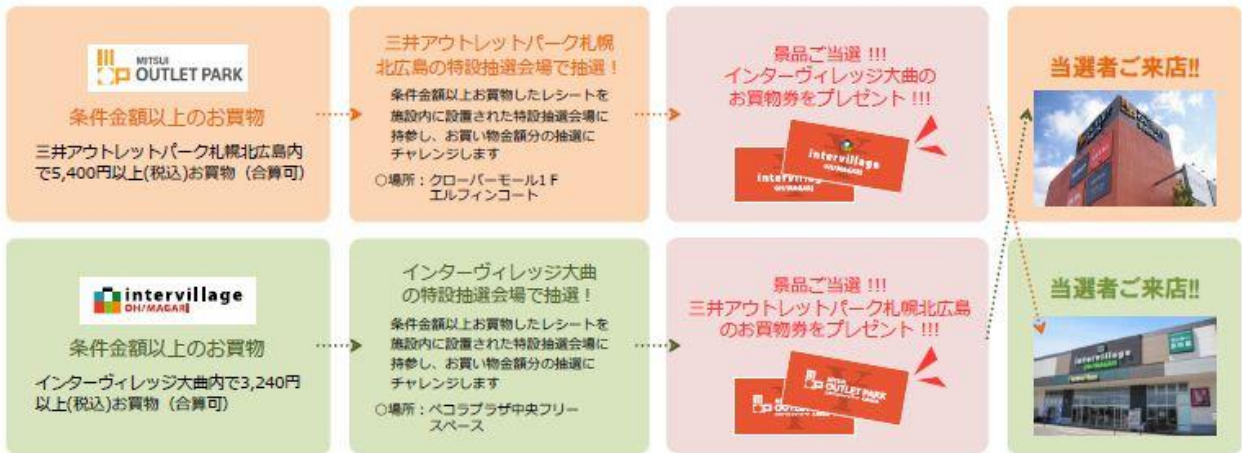 MITSUI
OUTLET PARK
条件金額以上のお買物
三井アウトレットパーク札幌北広島内
で5,400円以上(税込)お買物（合算可）
三井アウトレットパーク札幌
北広島の特設抽選会場で抽選！
条件金額以上お買物したレシートを
施設内に設置された特設抽選会場に
持参し、お買い物金額分の抽選に
チャレンジします
○場所：クローバーモール1F
エルフィンコート
景品ご当選 !!!
インターヴィレッジ大曲の
お買物券をプレゼント !!!
intervillage
OH!MAGARI
intervillage
OH!MAGARI
当選者ご来店!!
intervillage
OH!MAGARI
条件金額以上のお買物
インターヴィレッジ大曲内で3,240円
以上(税込)お買物（合算可）
インターヴィレッジ大曲
の特設抽選会場で抽選！
条件金額以上お買物したレシートを
施設内に設置された特設抽選会場に
持参し、お買い物金額分の抽選に
チャレンジします
○場所：ペコラプラザ中央フリー
スペース
景品ご当選 !!!
三井アウトレットパーク札幌北広島
のお買物券をプレゼント !!!
MITSUI
OUTLET PARK
当選者ご来店!!
intervillage
OH!MAGARI